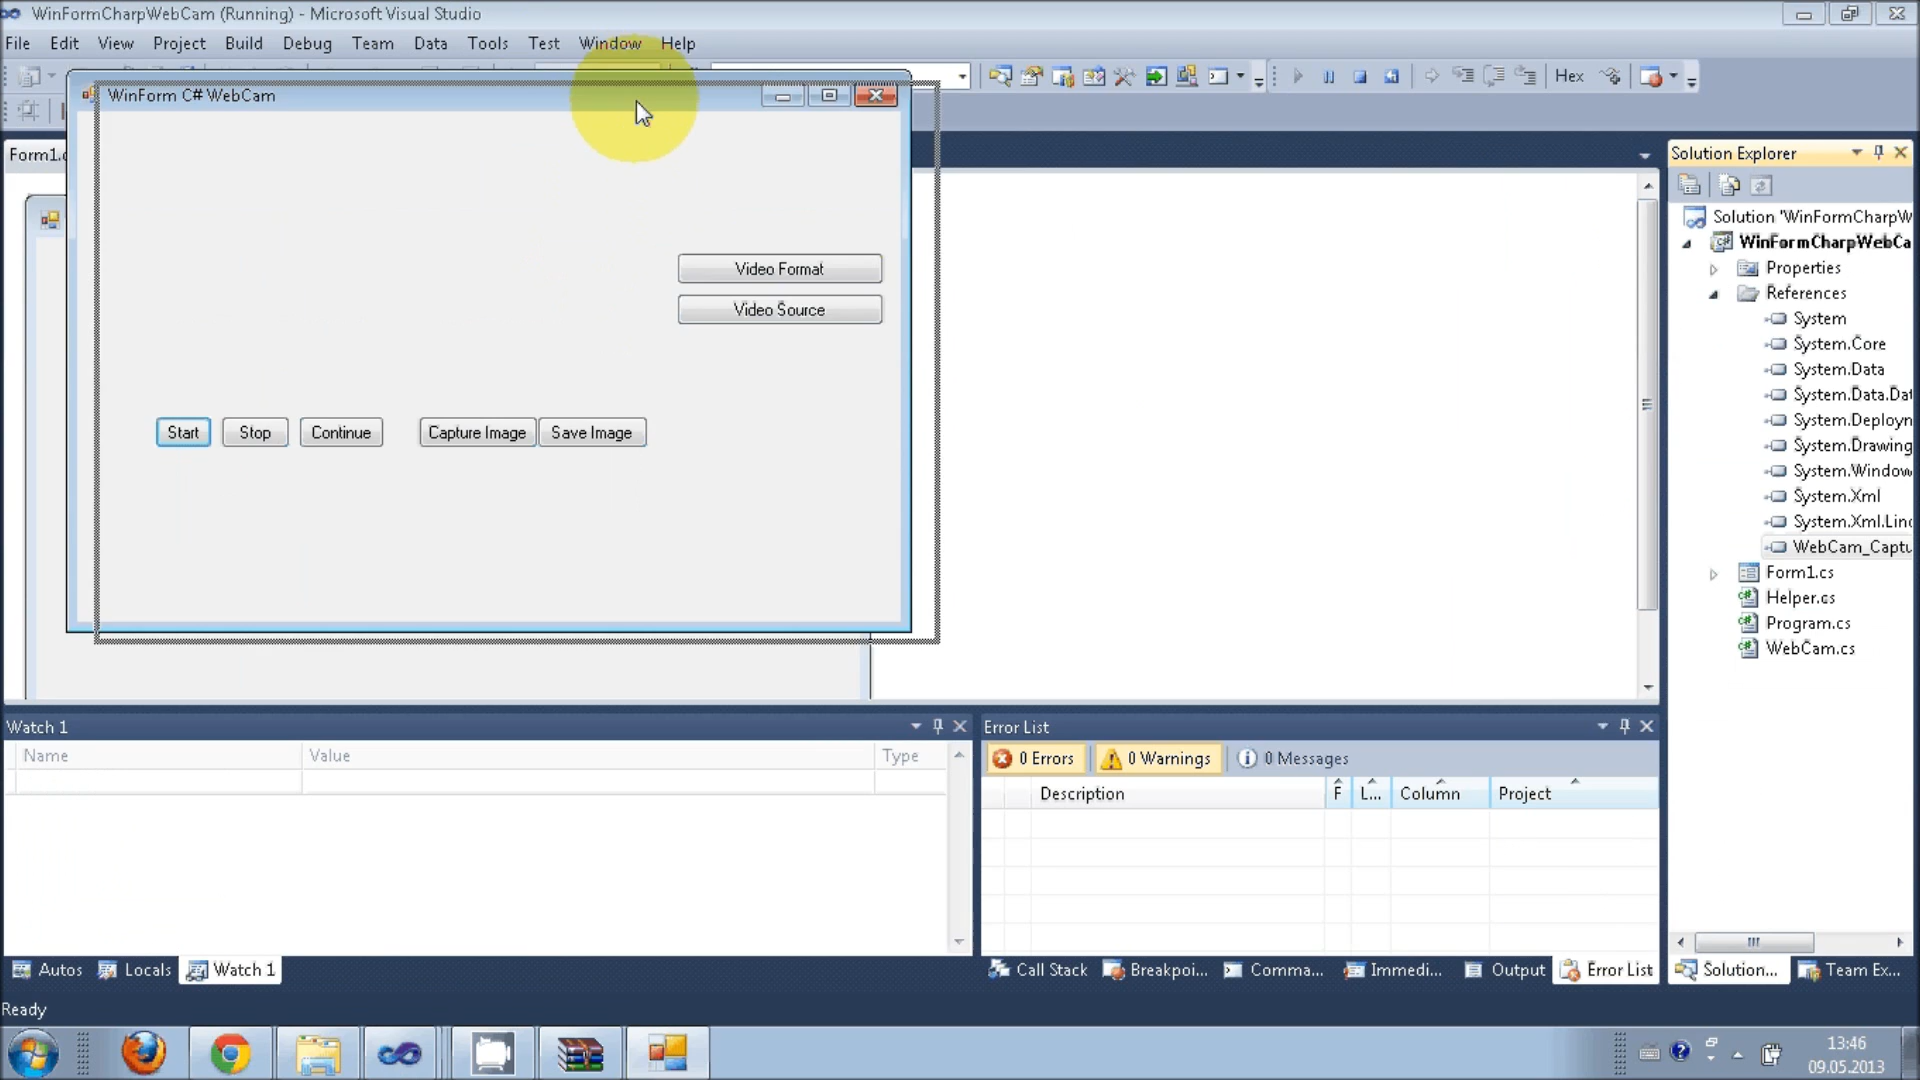 WinFormCharpWebCam (Running) - Microsoft Visual Studio
File Edit View Project Build Debug Team Data Tools Test Window Help
Hex
WinForm C# WebCam
Form1.
Solution Explorer
Video Format
Video Source
Start Stop Continue Capture Image Save Image
Solution 'WinFormCharpW
WinFormCharpWebCa
Properties
References
System
System.Core
System.Data
System.Data.Dat
System.Deployn
System.Drawing
System.Window
System.Xml
System.Xml.Linc
WebCam_Captu
Form1.cs
Helper.cs
Program.cs
WebCam.cs
Watch 1
Name Value Type
Error List
0 Errors 0 Warnings 0 Messages
Description F L... Column Project
Autos Locals Watch 1
Call Stack Breakpoi... Comma... Immedi... Output Error List
Solution... Team Ex...
Ready
13:46
09.05.2013